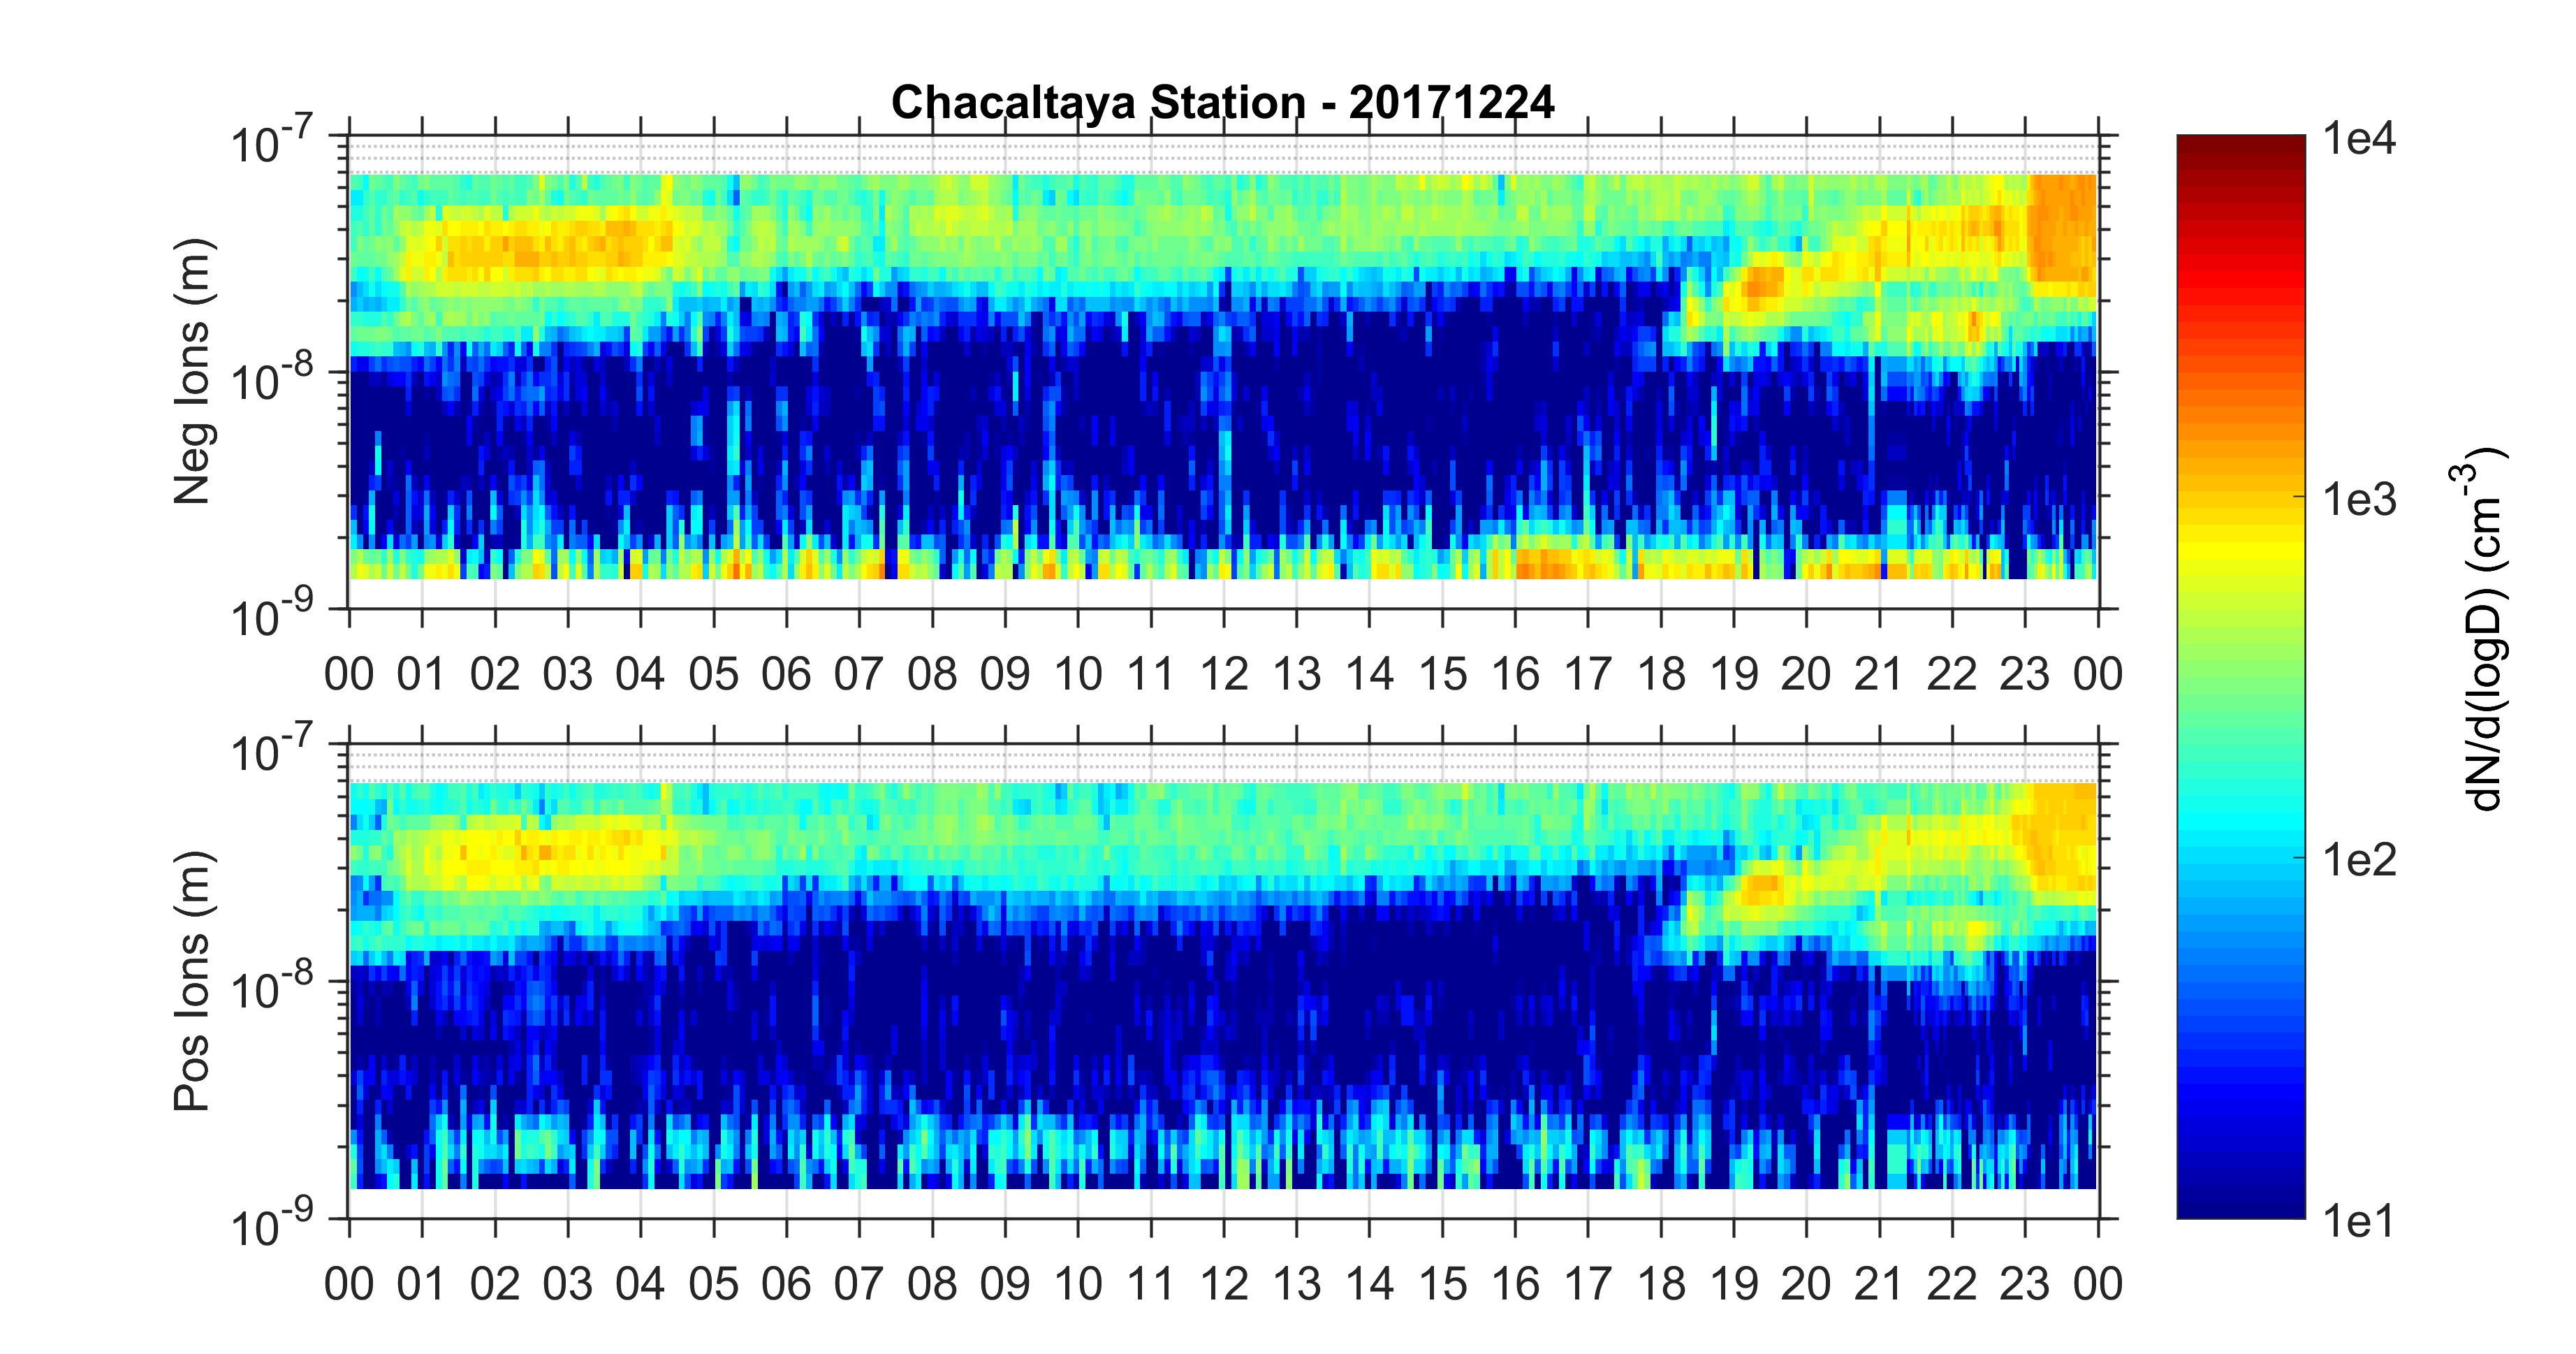 Chacaltaya Station - 20171224
10-7
10-8
10-9
Neg Ions (m)
00 01 02 03 04 05 06 07 08 09 10 11 12 13 14 15 16 17 18 19 20 21 22 23 00
10-7
10-8
10-9
Pos Ions (m)
00 01 02 03 04 05 06 07 08 09 10 11 12 13 14 15 16 17 18 19 20 21 22 23 00
1e4
1e3
1e2
1e1
dN/d(logD) (cm-3)